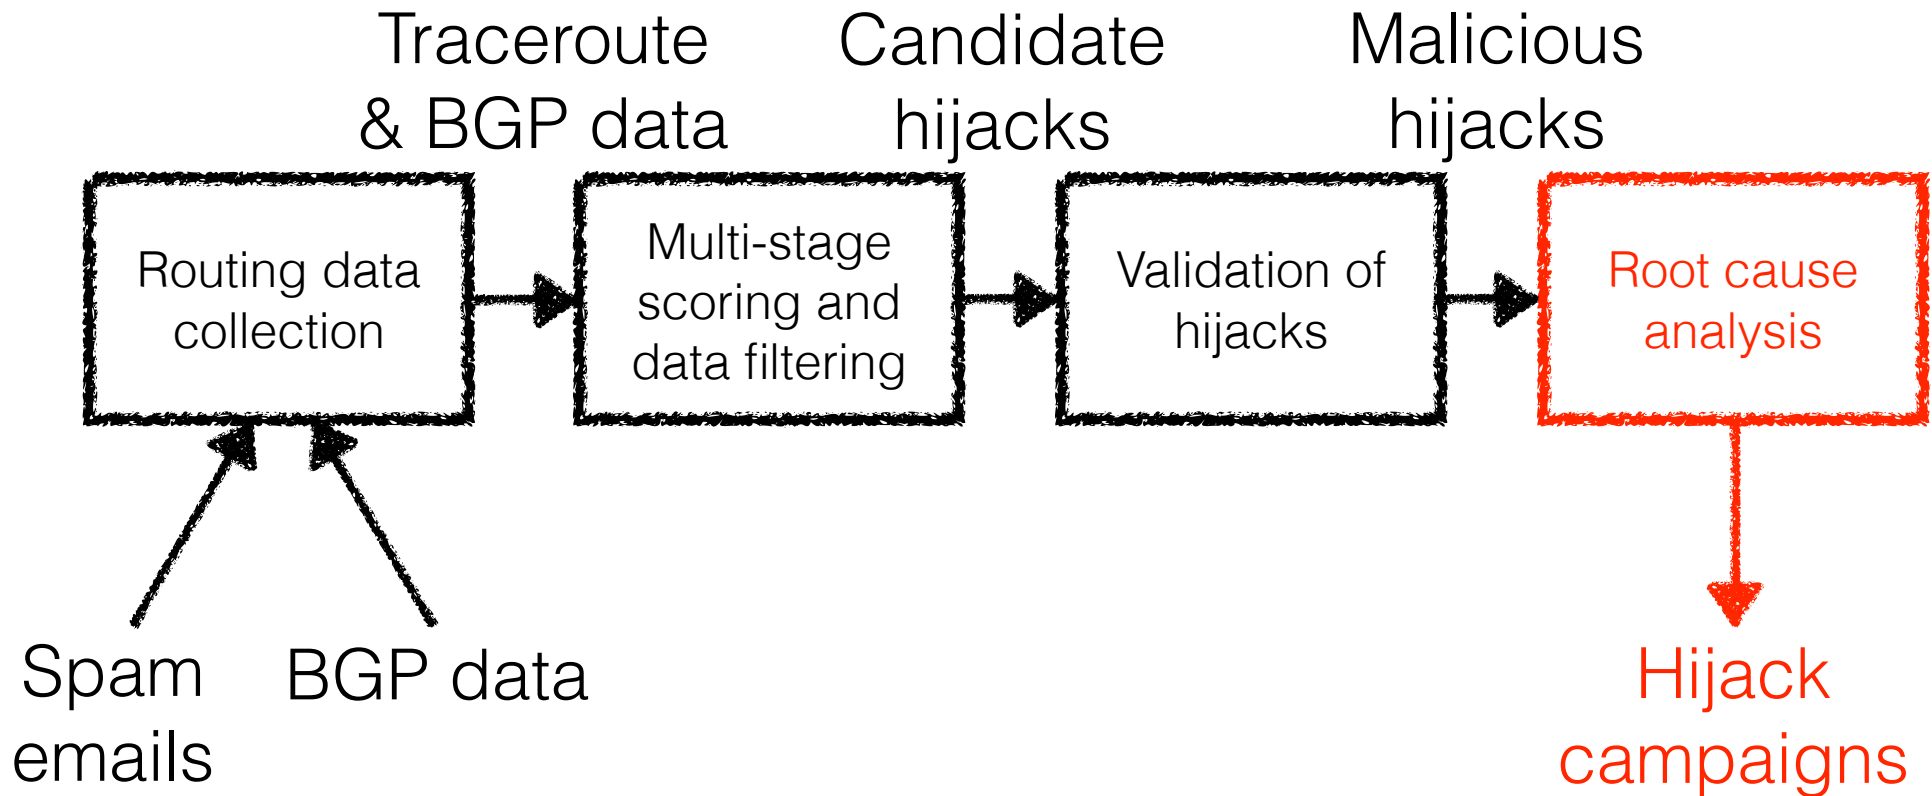 Traceroute
& BGP data
Candidate
hijacks
Malicious
hijacks
Routing data
collection
Multi-stage
scoring and
data filtering
Validation of
hijacks
Root cause
analysis
Spam
emails
BGP data
Hijack
campaigns